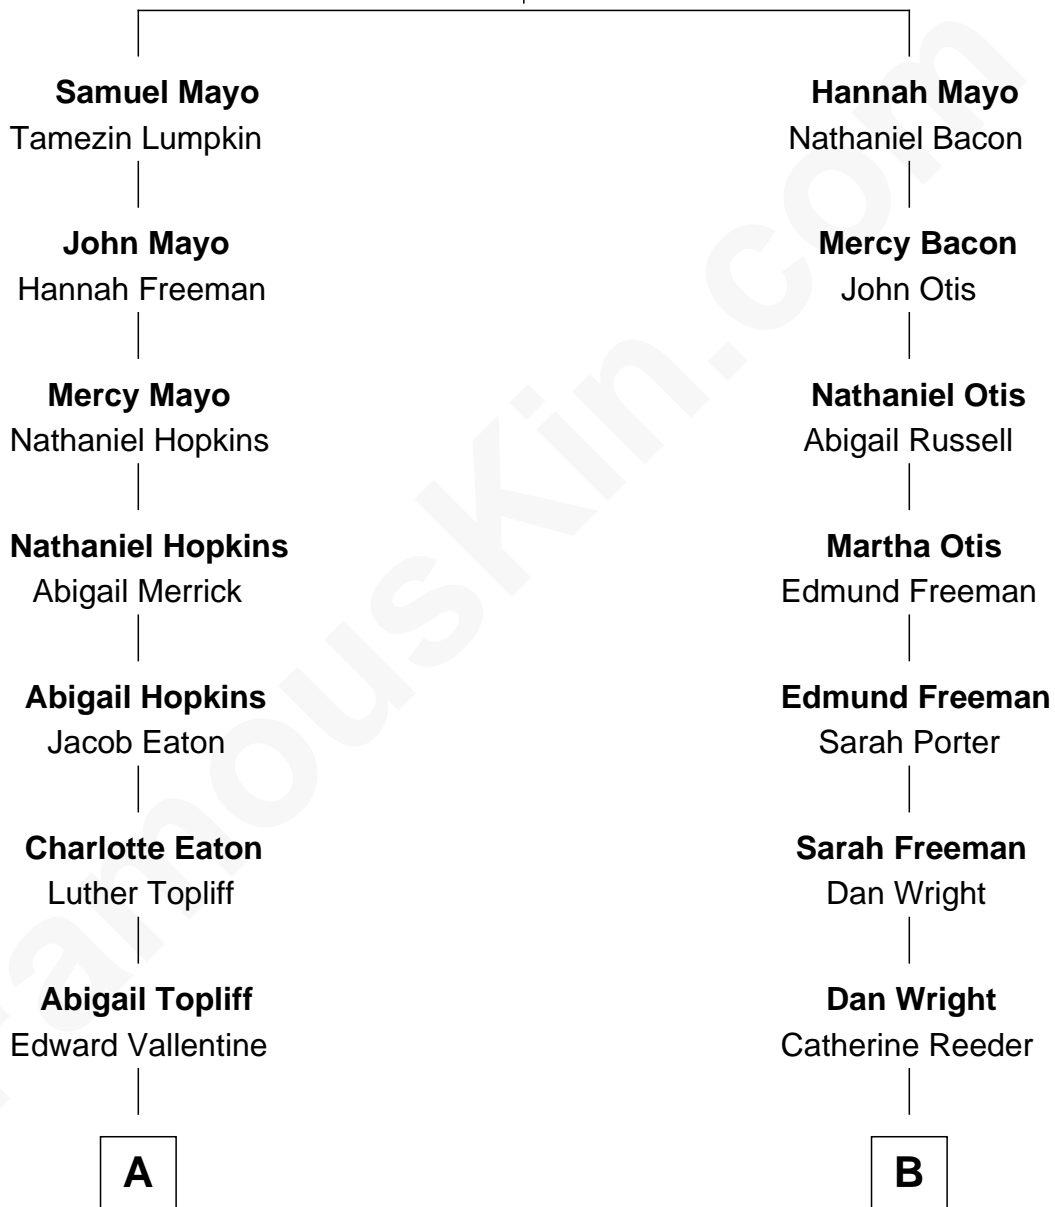 Samuel Mayo
Tamezin Lumpkin
John Mayo
Hannah Freeman
Mercy Mayo
Nathaniel Hopkins
Nathaniel Hopkins
Abigail Merrick
Abigail Hopkins
Jacob Eaton
Charlotte Eaton
Luther Topliff
Abigail Topliff
Edward Vallentine
A
Hannah Mayo
Nathaniel Bacon
Mercy Bacon
John Otis
Nathaniel Otis
Abigail Russell
Martha Otis
Edmund Freeman
Edmund Freeman
Sarah Porter
Sarah Freeman
Dan Wright
Dan Wright
Catherine Reeder
B
FamousKin.com